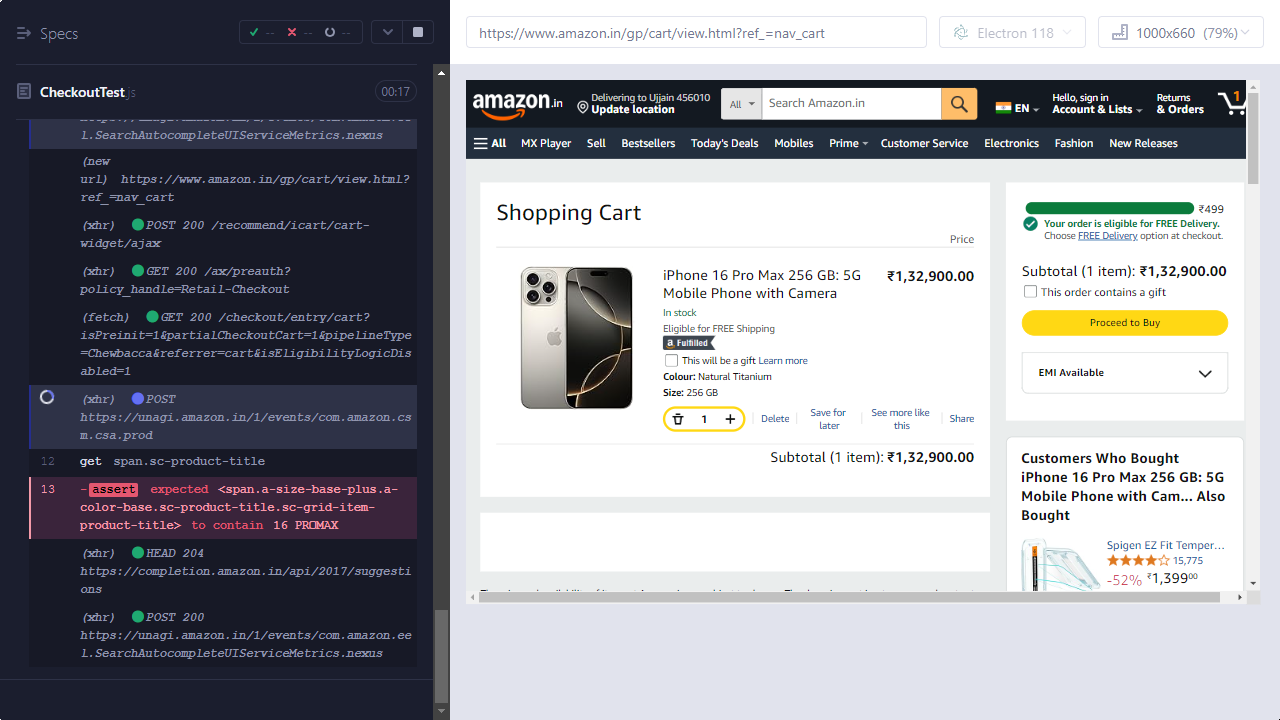 Specs
-- -- --
CheckoutTest.js
00:17
l.SearchAutocompleteUIServiceMetrics.nexus
(new
url) https://www.amazon.in/gp/cart/view.html?
ref_=nav_cart
(xhr) POST 200 /recommend/icart/cart-
widget/ajax
(xhr) GET 200 /ax/preauth?
policy_handle=Retail-Checkout
(fetch) GET 200 /checkout/entry/cart?
isPreinit=1&partialCheckoutCart=1&pipelineType
=Chewbacca&referrer=cart&isEligibilityLogicDis
abled=1
(xhr) POST
https://unagi.amazon.in/1/events/com.amazon.cs
m.csa.prod
12 get span.sc-product-title
13 -assert expected <span.a-size-base-plus.a-
color-base.sc-product-title.sc-grid-item-
product-title> to contain 16 PROMAX
(xhr) HEAD 204
https://completion.amazon.in/api/2017/suggesti
ons
(xhr) POST 200
https://unagi.amazon.in/1/events/com.amazon.ee
l.SearchAutocompleteUIServiceMetrics.nexus
https://www.amazon.in/gp/cart/view.html?ref_=nav_cart
Electron 118
1000x660 (79%)
amazon.in
Delivering to Ujjain 456010
Update location
All
Search Amazon.in
EN
Hello, sign in
Account & Lists
Returns
& Orders
1
All MX Player Sell Bestsellers Today's Deals Mobiles Prime Customer Service Electronics Fashion New Releases
Shopping Cart
Price
iPhone 16 Pro Max 256 GB: 5G
Mobile Phone with Camera
₹1,32,900.00
In stock
Eligible for FREE Shipping
a Fulfilled
This will be a gift Learn more
Colour: Natural Titanium
Size: 256 GB
1 +
Delete
Save for
later
See more like
this
Share
Subtotal (1 item): ₹1,32,900.00
₹499
Your order is eligible for FREE Delivery.
Choose FREE Delivery option at checkout.
Subtotal (1 item): ₹1,32,900.00
This order contains a gift
Proceed to Buy
EMI Available
Customers Who Bought
iPhone 16 Pro Max 256 GB: 5G
Mobile Phone with Cam... Also
Bought
Spigen EZ Fit Temper...
15,775
-52% ₹1,39900